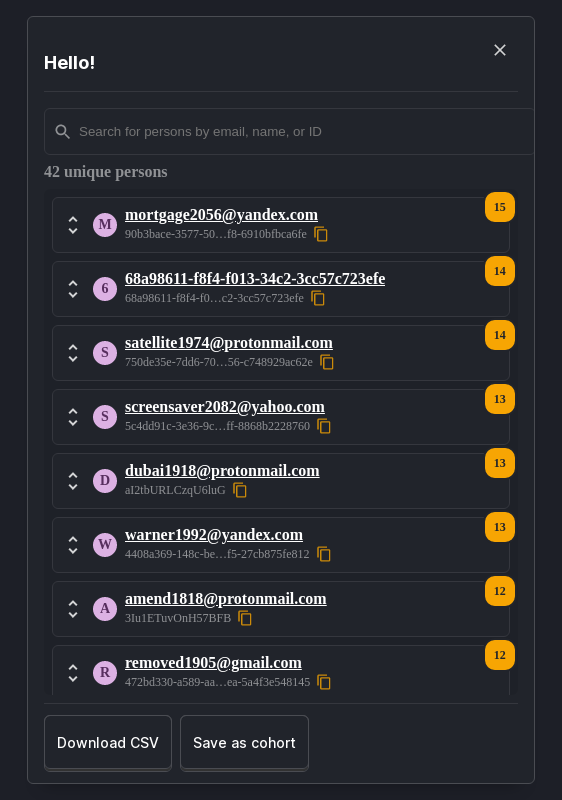 Hello!
Search for persons by email, name, or ID
42 unique persons
15
M mortgage2056@yandex.com
90b3bace-3577-50…f8-6910bfbca6fe
14
6 68a98611-f8f4-f013-34c2-3cc57c723efe
68a98611-f8f4-f0…c2-3cc57c723efe
14
S satellite1974@protonmail.com
750de35e-7dd6-70…56-c748929ac62e
13
S screensaver2082@yahoo.com
5c4dd91c-3e36-9c…ff-8868b2228760
13
D dubai1918@protonmail.com
aI2tbURLCzqU6luG
13
W warner1992@yandex.com
4408a369-148c-be…f5-27cb875fe812
12
A amend1818@protonmail.com
3Iu1ETuvOnH57BFB
12
R removed1905@gmail.com
472bd330-a589-aa…ea-5a4f3e548145
Download CSV Save as cohort